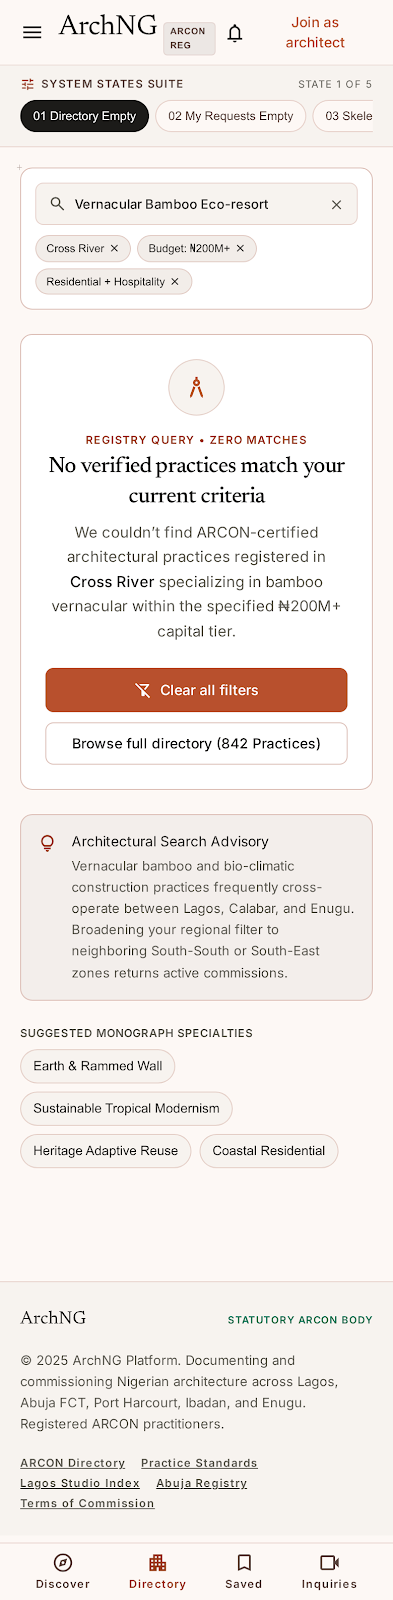 ArchNG
ARCON
REG
Join as
architect
SYSTEM STATES SUITE
STATE 1 OF 5
01 Directory Empty
02 My Requests Empty
03 Skele
Vernacular Bamboo Eco-resort
Cross River ✕
Budget: ₦200M+ ✕
Residential + Hospitality ✕
REGISTRY QUERY • ZERO MATCHES
No verified practices match your
current criteria
We couldn’t find ARCON-certified
architectural practices registered in
Cross River specializing in bamboo
vernacular within the specified ₦200M+
capital tier.
Clear all filters
Browse full directory (842 Practices)
Architectural Search Advisory
Vernacular bamboo and bio-climatic
construction practices frequently cross-
operate between Lagos, Calabar, and Enugu.
Broadening your regional filter to
neighboring South-South or South-East
zones returns active commissions.
SUGGESTED MONOGRAPH SPECIALTIES
Earth & Rammed Wall
Sustainable Tropical Modernism
Heritage Adaptive Reuse
Coastal Residential
ArchNG
STATUTORY ARCON BODY
© 2025 ArchNG Platform. Documenting and
commissioning Nigerian architecture across Lagos,
Abuja FCT, Port Harcourt, Ibadan, and Enugu.
Registered ARCON practitioners.
ARCON Directory
Practice Standards
Lagos Studio Index
Abuja Registry
Terms of Commission
Discover
Directory
Saved
Inquiries